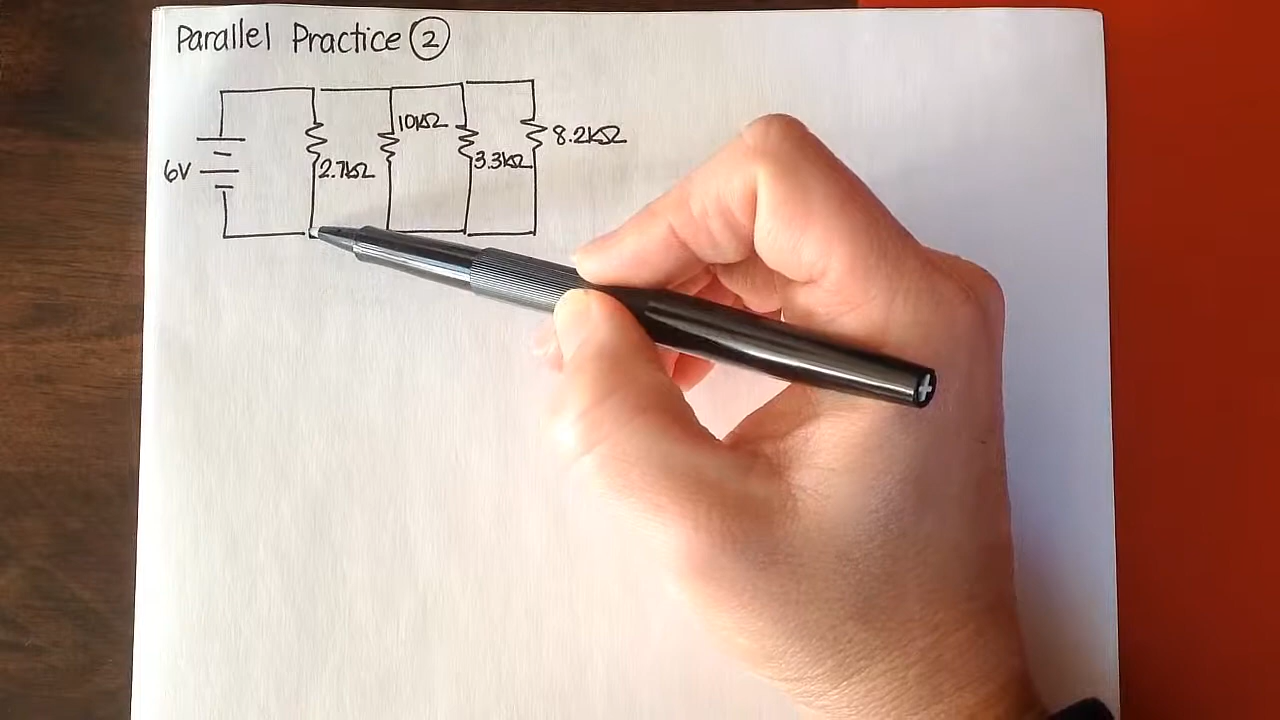 Parallel Practice 2
10kΩ
8.2kΩ
6V
2.7kΩ
3.3kΩ